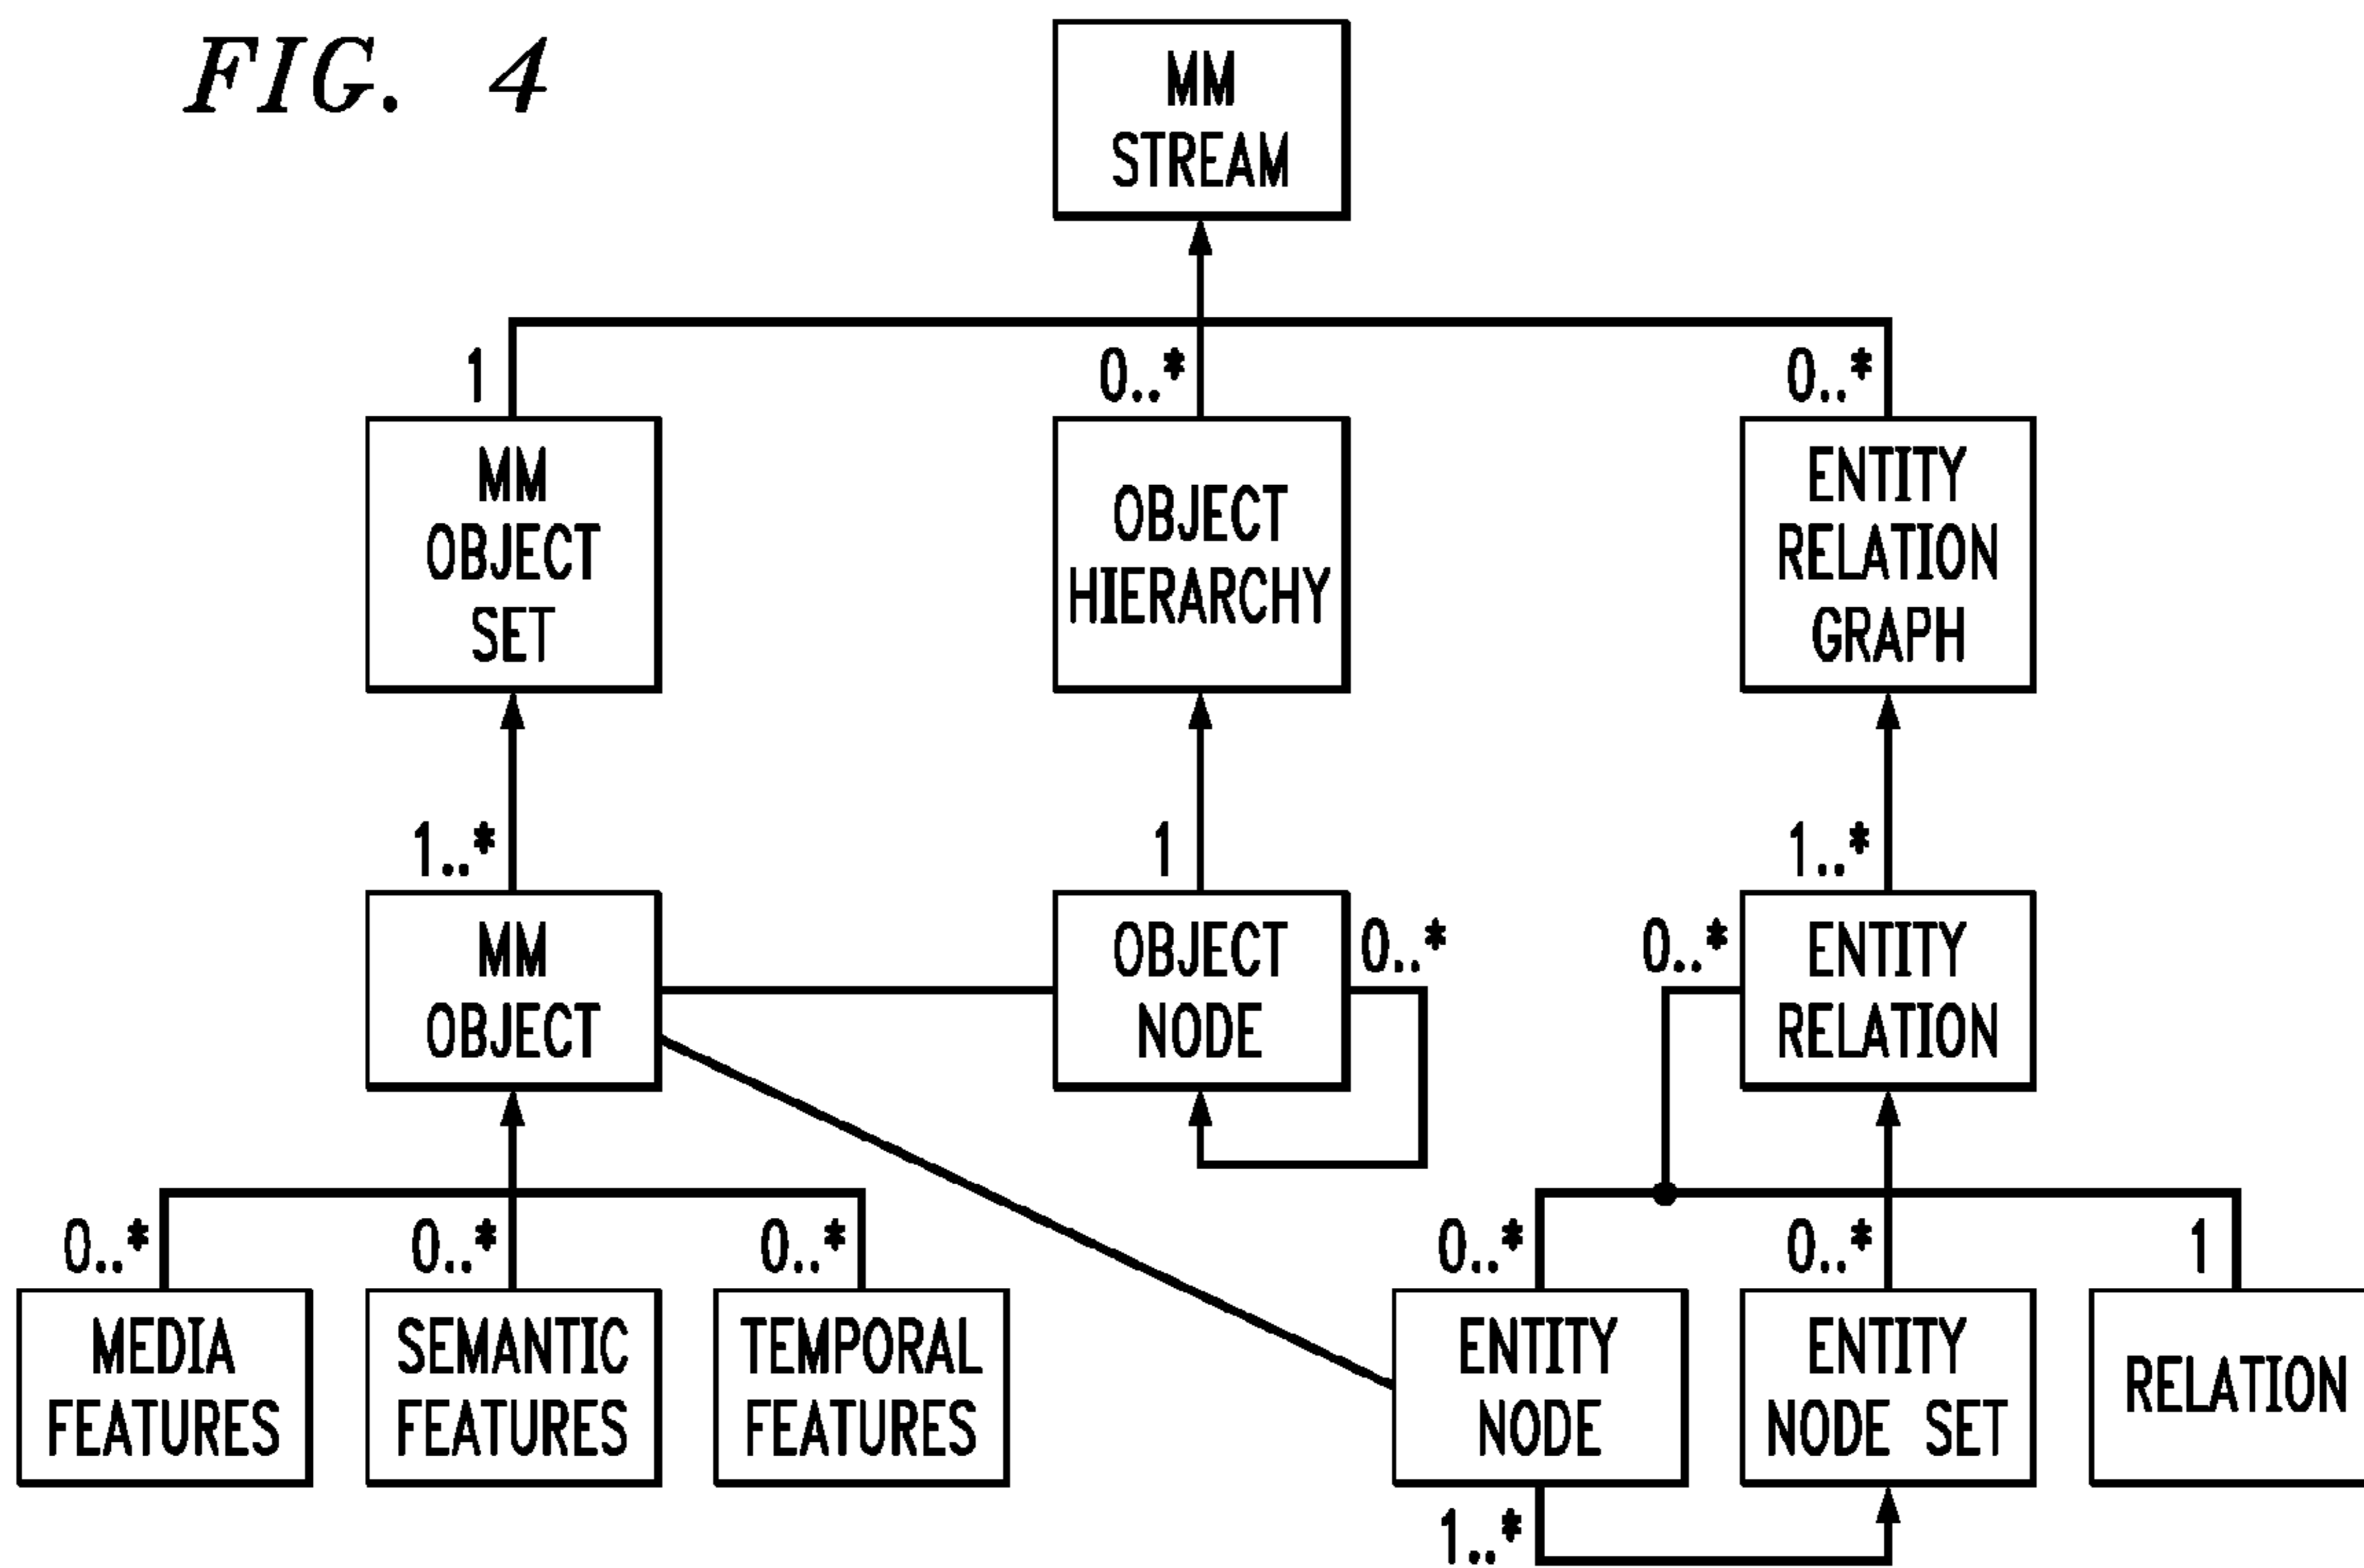 FIG. 4
MM
STREAM
1
0..*
0..*
MM
OBJECT
SET
OBJECT
HIERARCHY
ENTITY
RELATION
GRAPH
1..*
1
1..*
MM
OBJECT
OBJECT
NODE
0..*
0..*
ENTITY
RELATION
0..*
0..*
0..*
0..*
0..*
1
MEDIA
FEATURES
SEMANTIC
FEATURES
TEMPORAL
FEATURES
ENTITY
NODE
ENTITY
NODE SET
RELATION
1..*